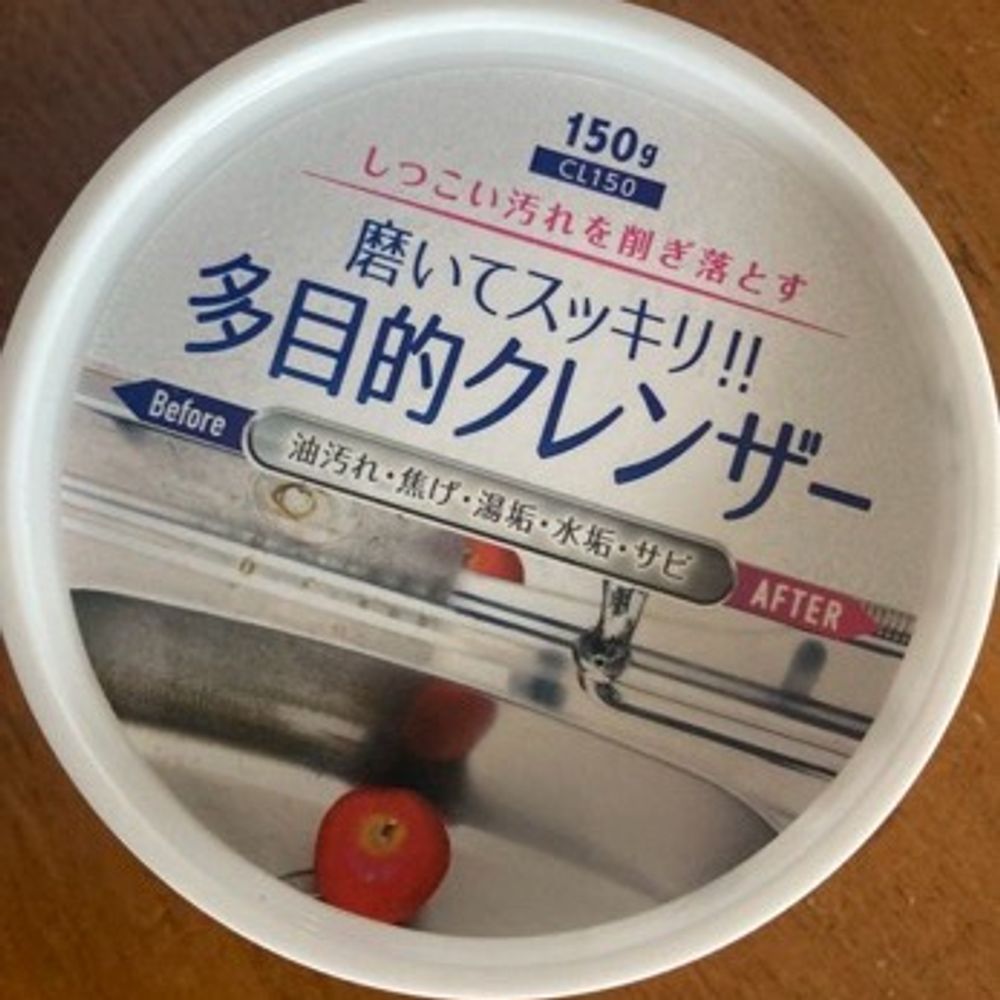 150g
CL150
しつこい汚れを削ぎ落とす
磨いてスッキリ!!
多目的クレンザー
Before
油汚れ・焦げ・湯垢・水垢・サビ
AFTER